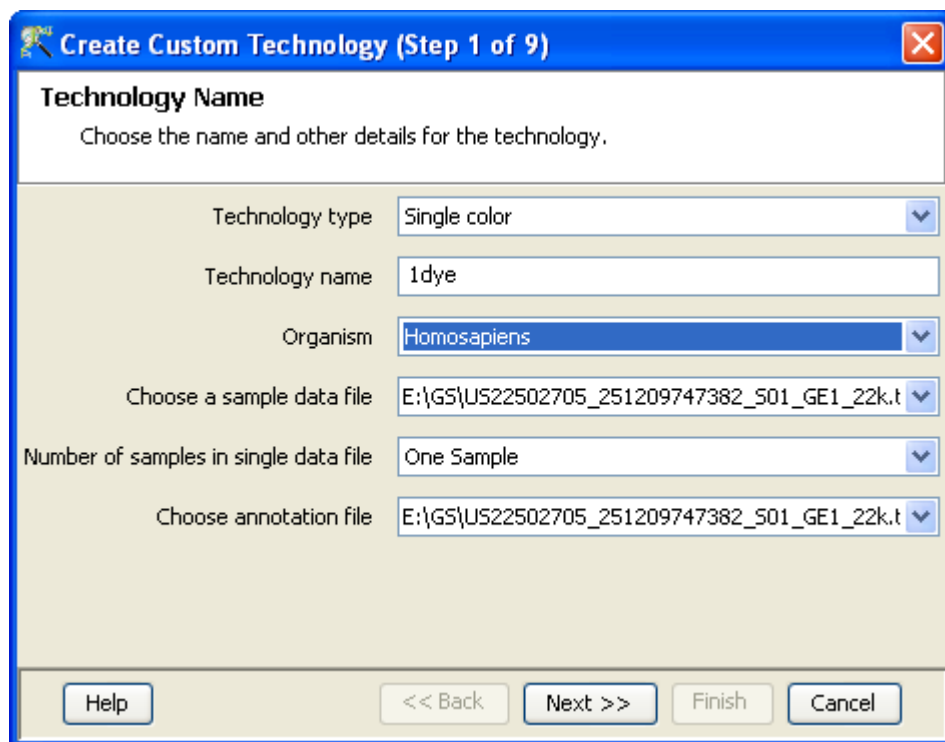 Create Custom Technology (Step 1 of 9)
Technology Name
Choose the name and other details for the technology.
Technology type Single color
Technology name 1dye
Organism Homosapiens
Choose a sample data file E:\GS\US22502705_251209747382_S01_GE1_22k.t
Number of samples in single data file One Sample
Choose annotation file E:\GS\US22502705_251209747382_S01_GE1_22k.t
Help << Back Next >> Finish Cancel